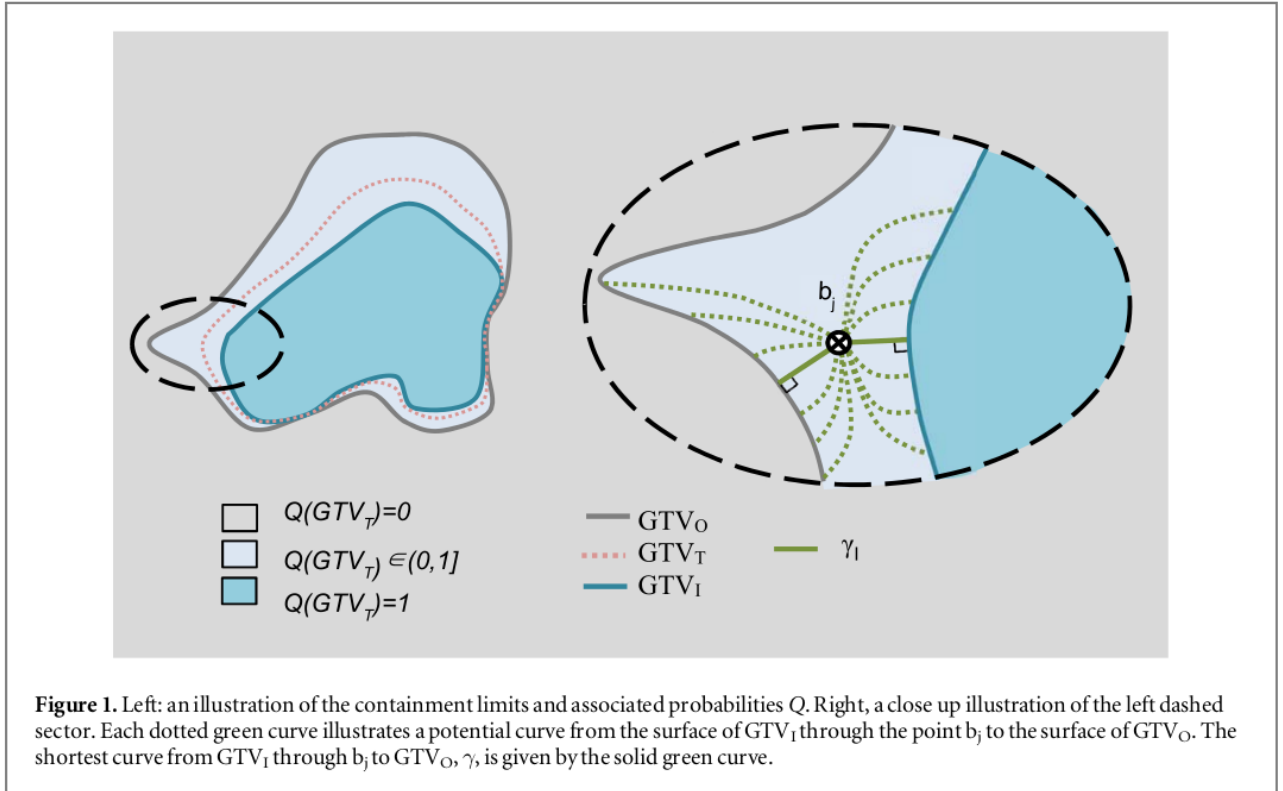 b_j
Q(GTV_T)=0
Q(GTV_T) ∈(0,1]
Q(GTV_T)=1
GTV_O
GTV_T
GTV_I
γ_I
Figure 1. Left: an illustration of the containment limits and associated probabilities Q. Right, a close up illustration of the left dashed
sector. Each dotted green curve illustrates a potential curve from the surface of GTV_I through the point b_j to the surface of GTV_O. The
shortest curve from GTV_I through b_j to GTV_O, γ, is given by the solid green curve.